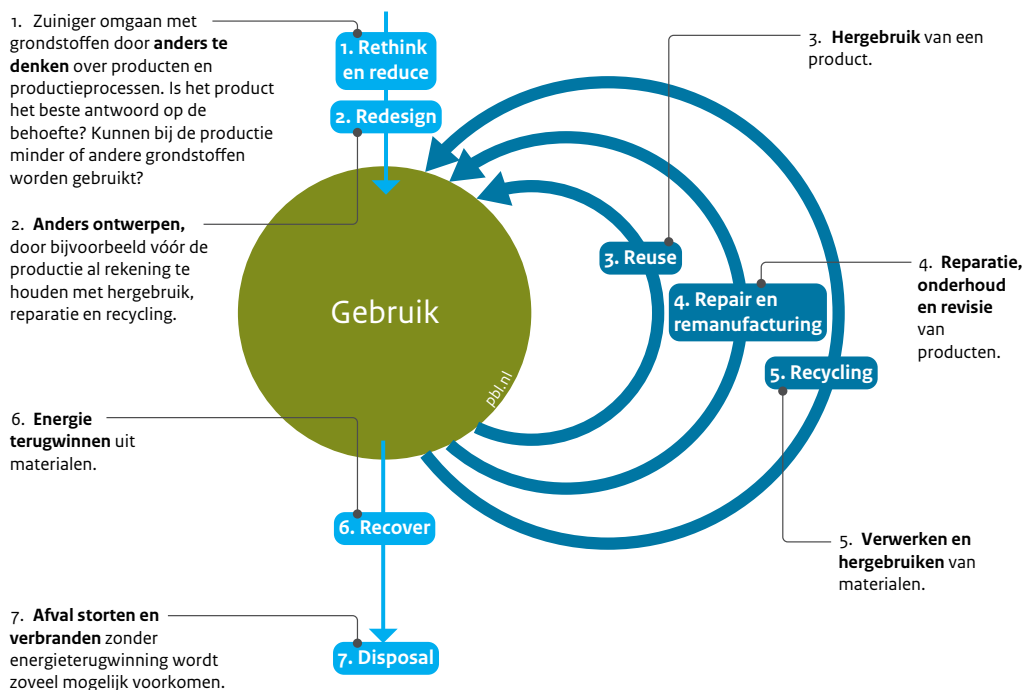 1. Zuiniger omgaan met
grondstoffen door anders te
denken over producten en
productieprocessen. Is het product
het beste antwoord op de
behoefte? Kunnen bij de productie
minder of andere grondstoffen
worden gebruikt?
1. Rethink
en reduce
2. Redesign
3. Hergebruik van een
product.
2. Anders ontwerpen,
door bijvoorbeeld vóór de
productie al rekening te
houden met hergebruik,
reparatie en recycling.
Gebruik
pbl.nl
3. Reuse
4. Repair en
remanufacturing
5. Recycling
4. Reparatie,
onderhoud
en revisie
van
producten.
6. Energie
terugwinnen uit
materialen.
6. Recover
5. Verwerken en
hergebruiken van
materialen.
7. Afval storten en
verbranden zonder
energieterugwinning wordt
zoveel mogelijk voorkomen.
7. Disposal